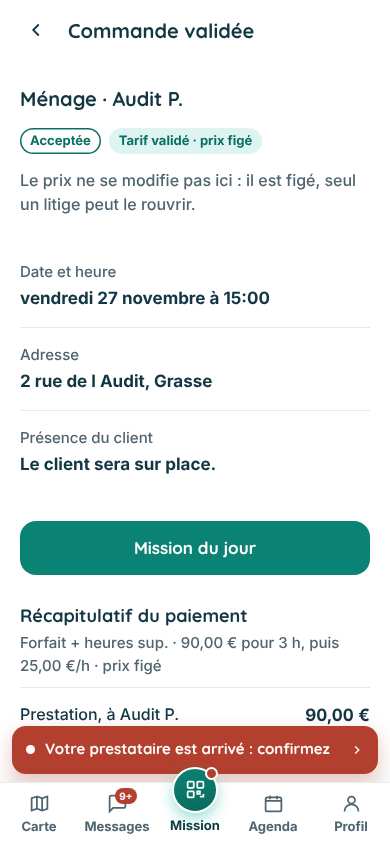 Commande validée
Ménage · Audit P.
Acceptée
Tarif validé · prix figé
Le prix ne se modifie pas ici : il est figé, seul
un litige peut le rouvrir.
Date et heure
vendredi 27 novembre à 15:00
Adresse
2 rue de l Audit, Grasse
Présence du client
Le client sera sur place.
Mission du jour
Récapitulatif du paiement
Forfait + heures sup. · 90,00 € pour 3 h, puis
25,00 €/h · prix figé
Prestation, à Audit P. 90,00 €
Votre prestataire est arrivé : confirmez
9+
Carte Messages Mission Agenda Profil